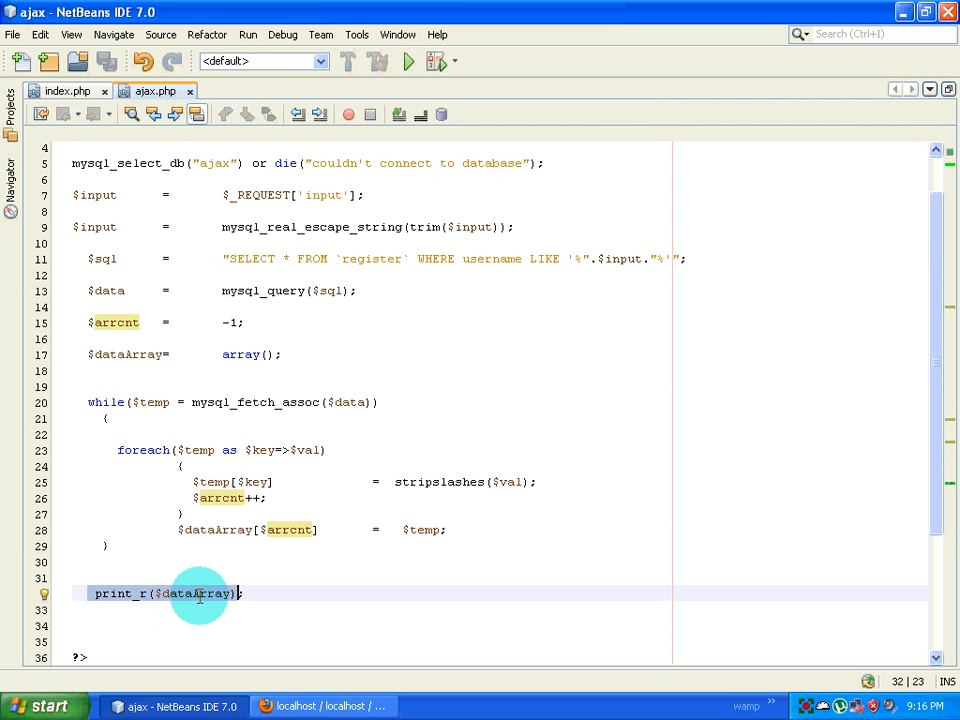 ajax - NetBeans IDE 7.0
File Edit View Navigate Source Refactor Run Debug Team Tools Window Help
Search (Ctrl+I)
<default>
index.php ajax.php
Projects
Navigator
4
5 mysql_select_db("ajax") or die("couldn't connect to database");
6
7 $input = $_REQUEST['input'];
8
9 $input = mysql_real_escape_string(trim($input));
10
11 $sql = "SELECT * FROM `register` WHERE username LIKE '%".$input."%'";
12
13 $data = mysql_query($sql);
14
15 $arrcnt = -1;
16
17 $dataArray= array();
18
19
20 while($temp = mysql_fetch_assoc($data))
21 {
22
23 foreach($temp as $key=>$val)
24 {
25 $temp[$key] = stripslashes($val);
26 $arrcnt++;
27 }
28 $dataArray[$arrcnt] = $temp;
29 }
30
31
print_r($dataArray);
33
34
35
36 ?>
32 | 23 INS
start ajax - NetBeans IDE 7.0 localhost / localhost / ... wamp 9:16 PM